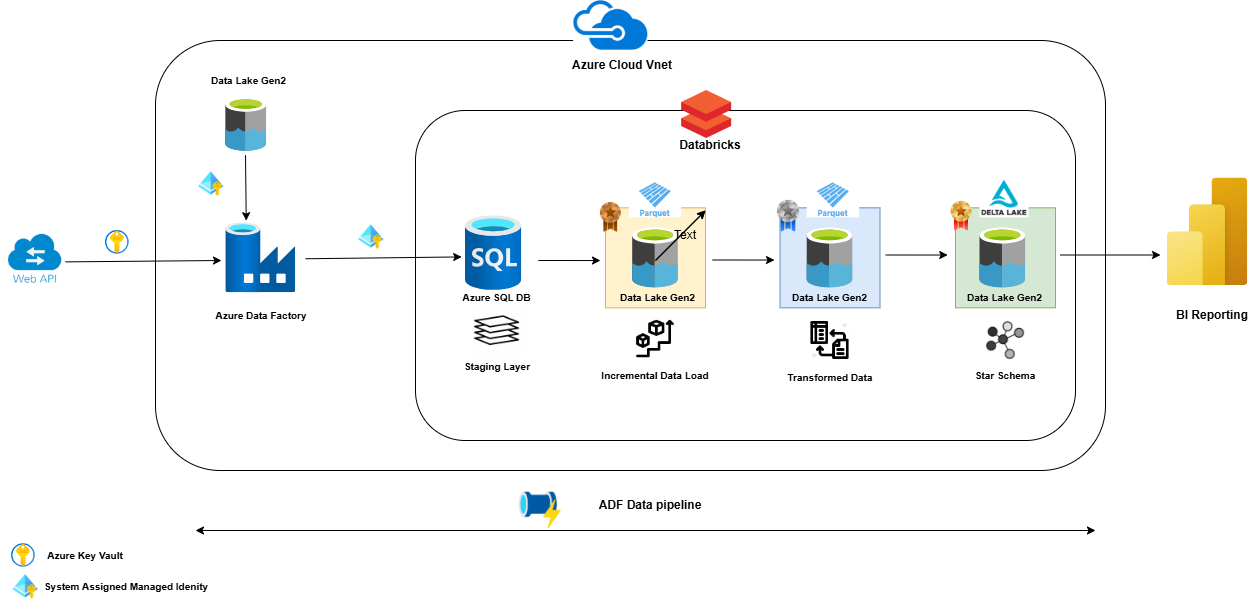 Azure Cloud Vnet
Data Lake Gen2
Databricks
Parquet
Parquet
DELTA LAKE
Text
Web API
SQL
Azure Data Factory
Azure SQL DB
Data Lake Gen2
Data Lake Gen2
Data Lake Gen2
BI Reporting
Staging Layer
Incremental Data Load
Transformed Data
Star Schema
ADF Data pipeline
Azure Key Vault
System Assigned Managed Idenity